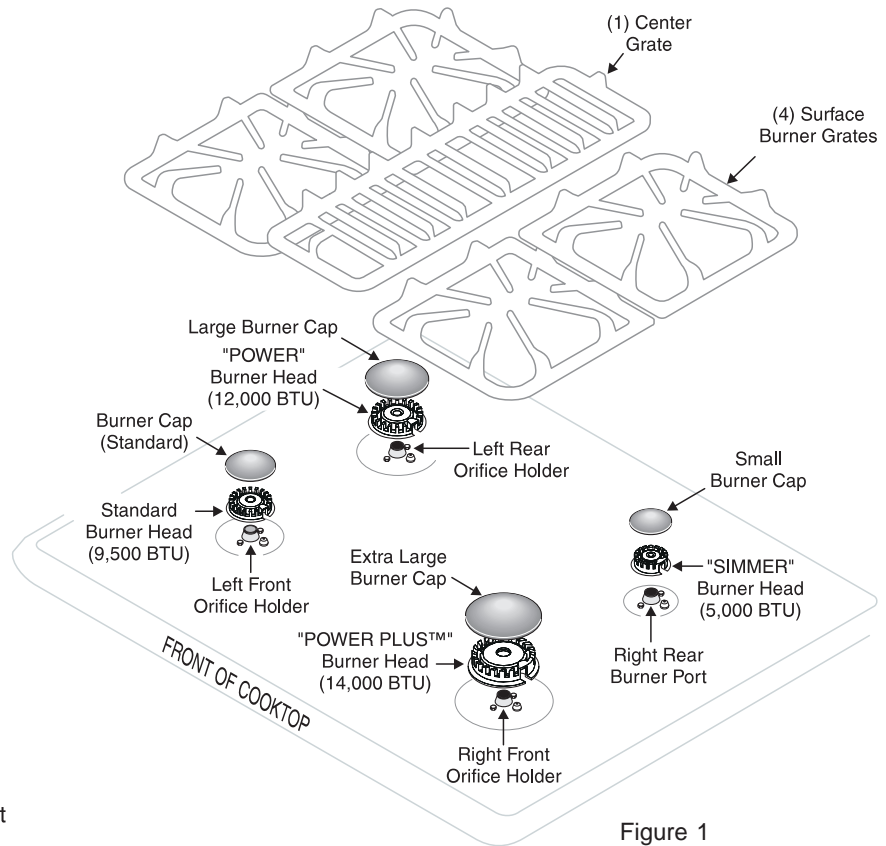 (1) Center
Grate
(4) Surface
Burner Grates
Large Burner Cap
"POWER"
Burner Head
(12,000 BTU)
Burner Cap
(Standard)
Left Rear
Orifice Holder
Small
Burner Cap
Standard
Burner Head
(9,500 BTU)
Extra Large
Burner Cap
"SIMMER"
Burner Head
(5,000 BTU)
Left Front
Orifice Holder
"POWER PLUS™"
Burner Head
(14,000 BTU)
Right Rear
Burner Port
FRONT OF COOKTOP
Right Front
Orifice Holder
t
Figure 1